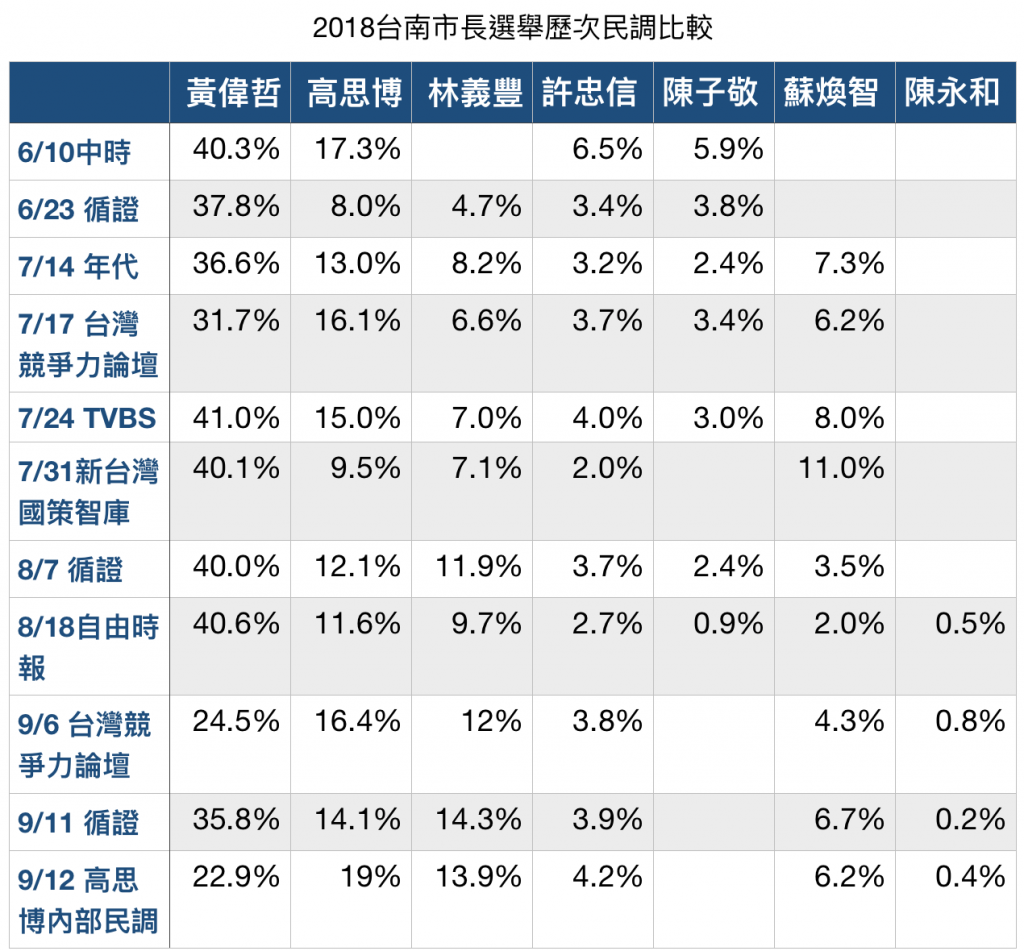 2018台南市長選舉歷次民調比較
黃偉哲 高思博 林義豐 許忠信 陳子敬 蘇煥智 陳永和
6/10中時 40.3% 17.3% 6.5% 5.9%
6/23 循證 37.8% 8.0% 4.7% 3.4% 3.8%
7/14 年代 36.6% 13.0% 8.2% 3.2% 2.4% 7.3%
7/17 台灣 31.7% 16.1% 6.6% 3.7% 3.4% 6.2%
競爭力論壇
7/24 TVBS 41.0% 15.0% 7.0% 4.0% 3.0% 8.0%
7/31新台灣 40.1% 9.5% 7.1% 2.0% 11.0%
國策智庫
8/7 循證 40.0% 12.1% 11.9% 3.7% 2.4% 3.5%
8/18自由時 40.6% 11.6% 9.7% 2.7% 0.9% 2.0% 0.5%
報
9/6 台灣競 24.5% 16.4% 12% 3.8% 4.3% 0.8%
爭力論壇
9/11 循證 35.8% 14.1% 14.3% 3.9% 6.7% 0.2%
9/12 高思 22.9% 19% 13.9% 4.2% 6.2% 0.4%
博內部民調